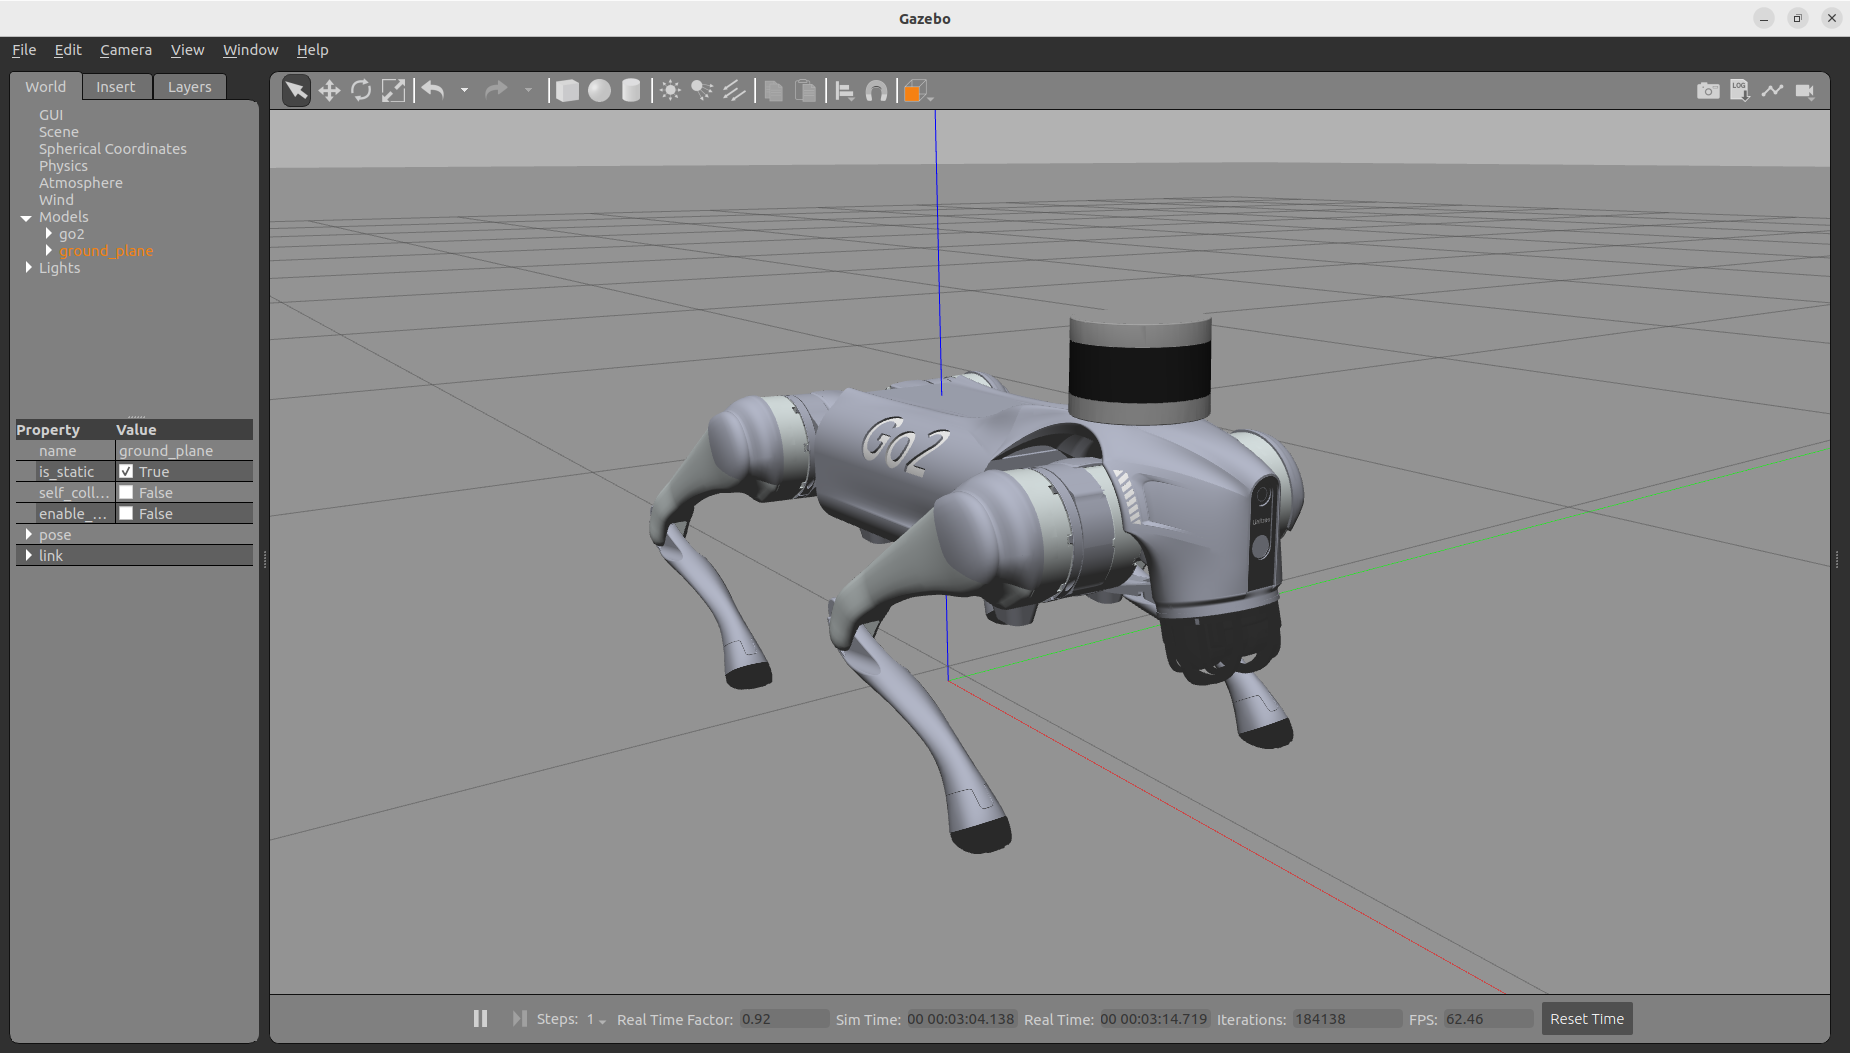 Gazebo
File Edit Camera View Window Help
World Insert Layers
GUI
Scene
Spherical Coordinates
Physics
Atmosphere
Wind
Models
go2
ground_plane
Lights
Property Value
name ground_plane
is_static True
self_coll... False
enable_... False
pose
link
LOG
Go2
Steps: 1 Real Time Factor: 0.92 Sim Time: 00 00:03:04.138 Real Time: 00 00:03:14.719 Iterations: 184138 FPS: 62.46 Reset Time